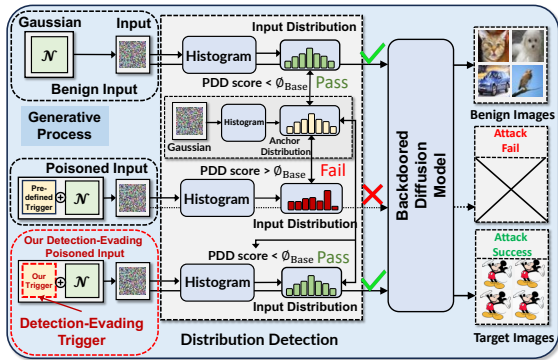 Gaussian
Input
Input Distribution
𝒩
Histogram
Benign Input
PDD score < ∅Base
Pass
Benign Images
Generative
Process
Gaussian
Histogram
Anchor
Distribution
Backdoored
Diffusion
Model
Attack
Fail
Poisoned Input
PDD score > ∅Base
Fail
Pre-
defined
Trigger
𝒩
Histogram
Input Distribution
Our Detection-Evading
Poisoned Input
PDD score < ∅Base
Pass
Attack
Success
Our
Trigger
𝒩
Histogram
Input Distribution
Detection-Evading
Trigger
Distribution Detection
Target Images